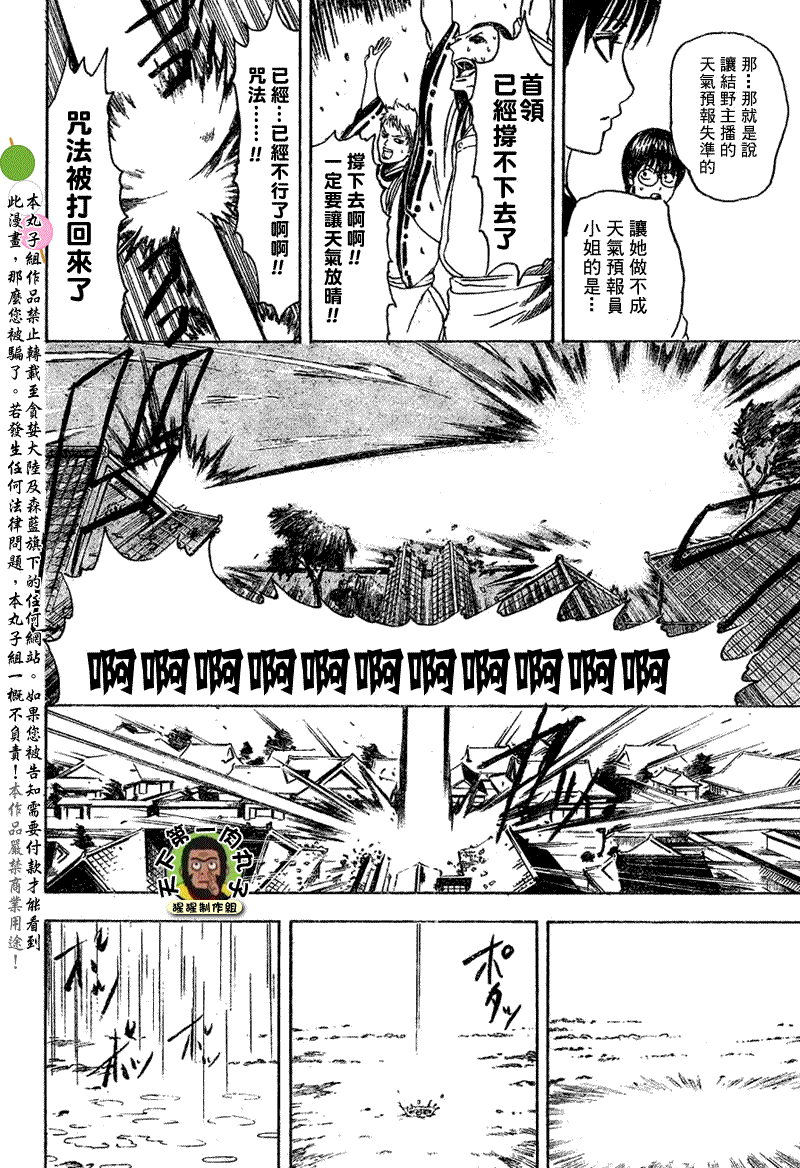 那…那就是說
讓結野主播的
天氣預報失準的
讓她做不成
天氣預報員
小姐的是…
首領
已經撐不下去了
撐下去啊啊!!
一定要讓天氣放晴!!
已經…已經不行了啊啊!!
咒法……!!
咒法被打回來了
啊啊啊啊啊啊啊啊啊啊啊
ポタッ
ポッ
ポッ
ポッ
天下第一肉丸子
猩猩制作組
本丸子組作品禁止轉載至貪婪大陸及森藍旗下的任何網站。如果您被告知需要付款才能看到
此漫畫，那麼您被騙了。若發生任何法律問題，本丸子組一概不負責！本作品嚴禁商業用途！